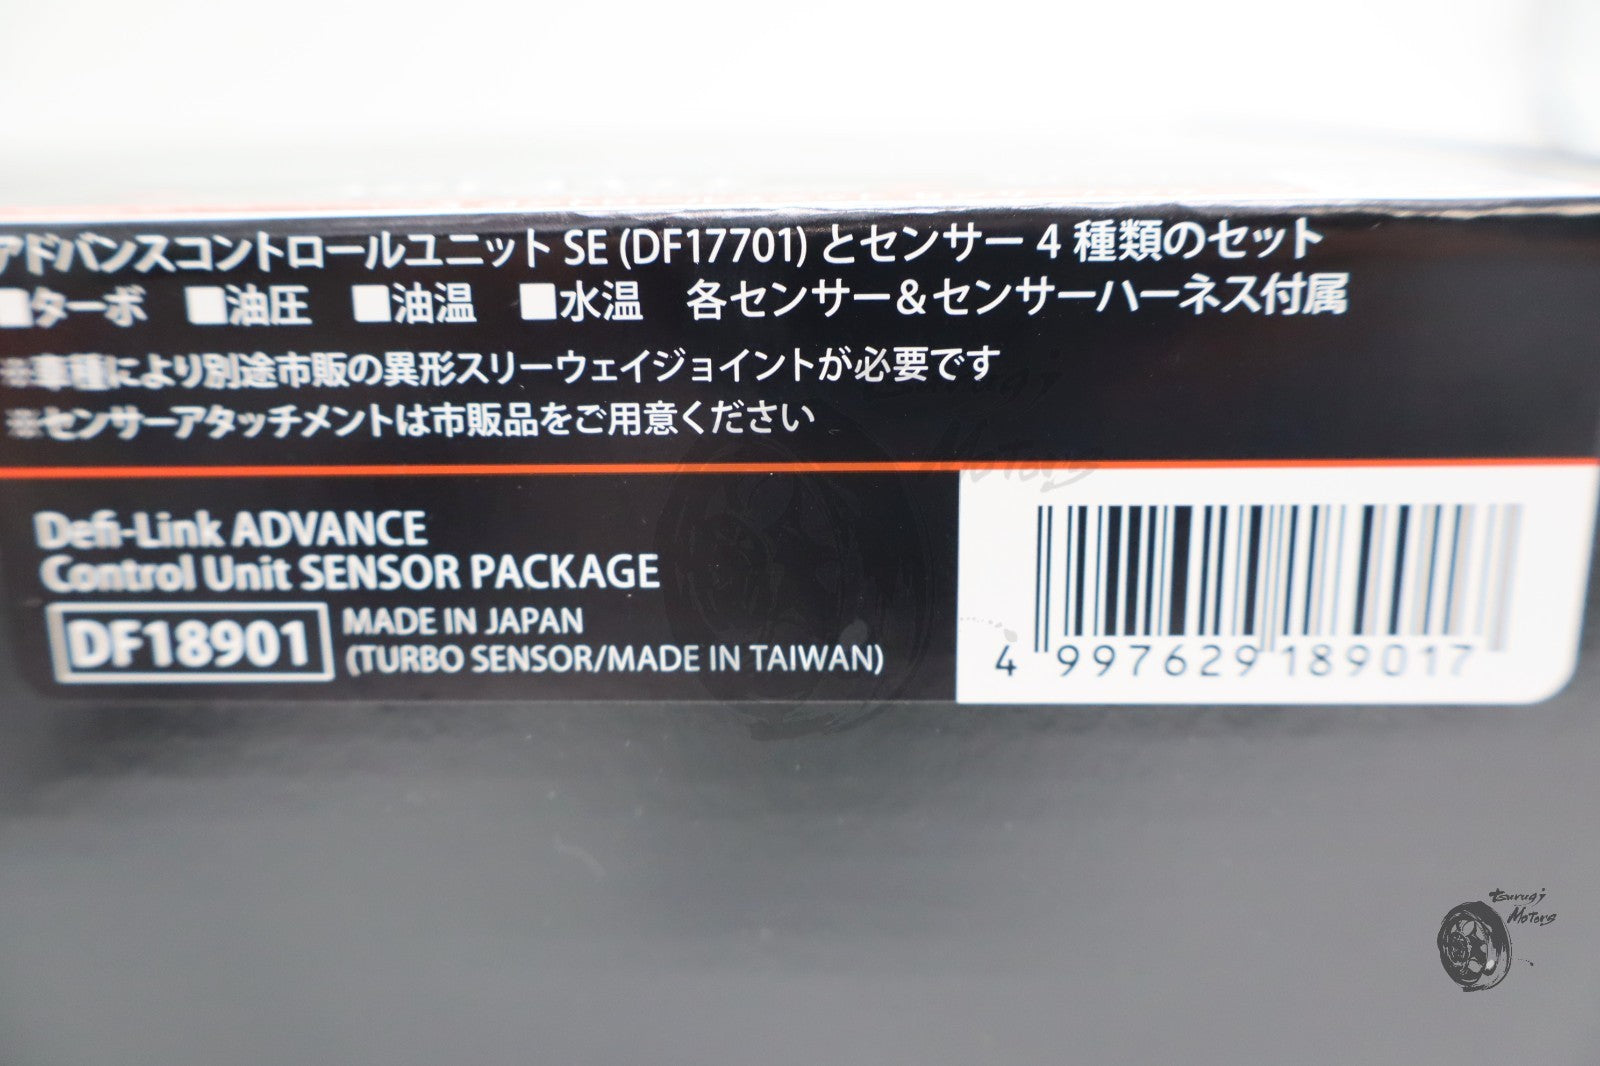 アドバンスコントロールユニット SE (DF17701) とセンサー 4 種類のセット
■ターボ ■油圧 ■油温 ■水温 各センサー&センサーハーネス付属
※車種により別途市販の異形スリーウェイジョイントが必要です
※センサーアタッチメントは市販品をご用意ください
Defi-Link ADVANCE
Control Unit SENSOR PACKAGE
DF18901
MADE IN JAPAN
(TURBO SENSOR/MADE IN TAIWAN)
4 997629 189017
Tsurugi
Motors
Tsurugi
Motors